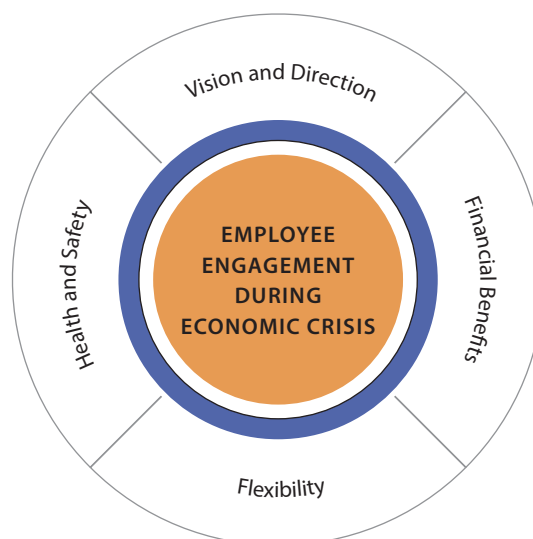 Vision and Direction
Health and Safety
EMPLOYEE
ENGAGEMENT
DURING
ECONOMIC CRISIS
Financial Benefits
Flexibility